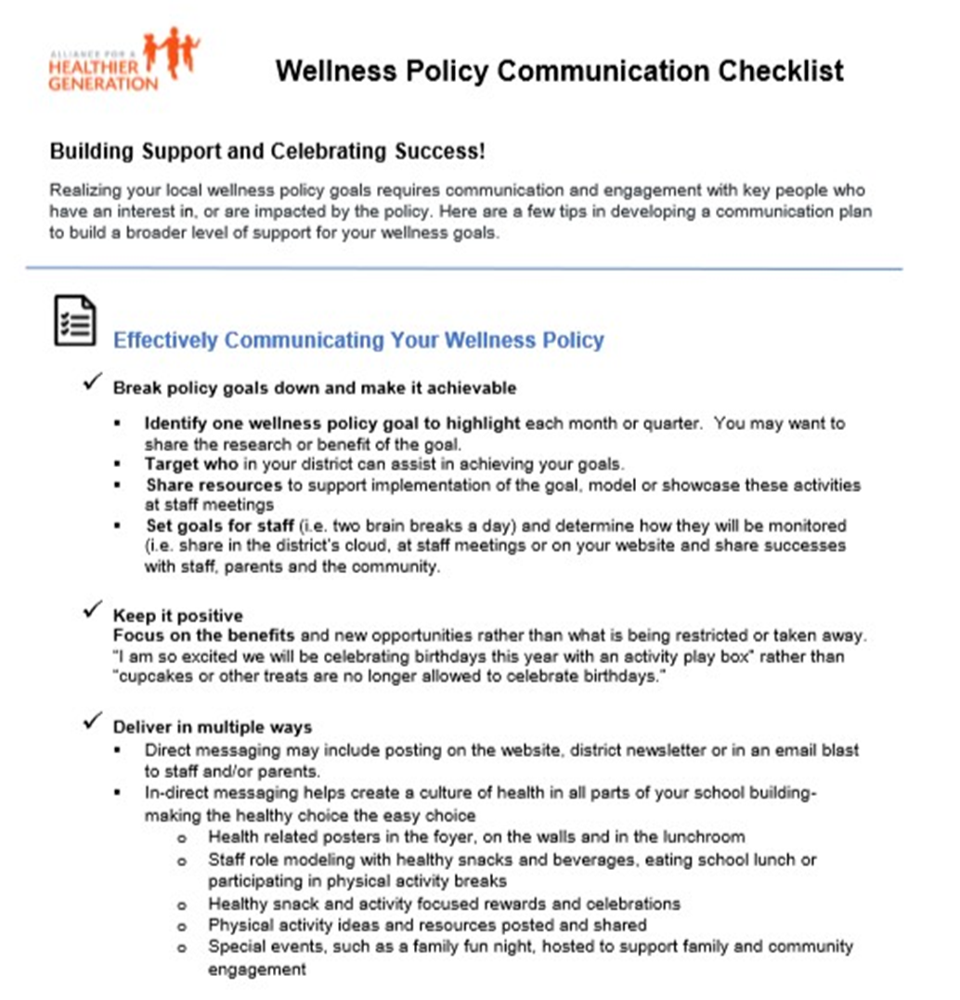 ALLIANCE FOR A
HEALTHIER
GENERATION
Wellness Policy Communication Checklist
Building Support and Celebrating Success!
Realizing your local wellness policy goals requires communication and engagement with key people who
have an interest in, or are impacted by the policy. Here are a few tips in developing a communication plan
to build a broader level of support for your wellness goals.
Effectively Communicating Your Wellness Policy
✓ Break policy goals down and make it achievable
▪ Identify one wellness policy goal to highlight each month or quarter. You may want to
share the research or benefit of the goal.
▪ Target who in your district can assist in achieving your goals.
▪ Share resources to support implementation of the goal, model or showcase these activities
at staff meetings
▪ Set goals for staff (i.e. two brain breaks a day) and determine how they will be monitored
(i.e. share in the district's cloud, at staff meetings or on your website and share successes
with staff, parents and the community.
✓ Keep it positive
Focus on the benefits and new opportunities rather than what is being restricted or taken away.
"I am so excited we will be celebrating birthdays this year with an activity play box" rather than
"cupcakes or other treats are no longer allowed to celebrate birthdays."
✓ Deliver in multiple ways
▪ Direct messaging may include posting on the website, district newsletter or in an email blast
to staff and/or parents.
▪ In-direct messaging helps create a culture of health in all parts of your school building-
making the healthy choice the easy choice
o Health related posters in the foyer, on the walls and in the lunchroom
o Staff role modeling with healthy snacks and beverages, eating school lunch or
participating in physical activity breaks
o Healthy snack and activity focused rewards and celebrations
o Physical activity ideas and resources posted and shared
o Special events, such as a family fun night, hosted to support family and community
engagement